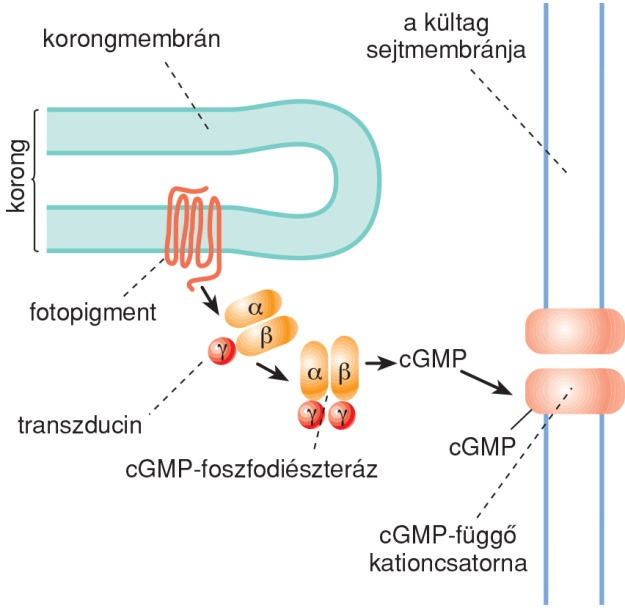 korongmembrán
a kültag
sejtmembránja
korong
fotopigment
α
β
γ
α
β
γ
γ
cGMP
transzducin
cGMP-foszfodiészteráz
cGMP
cGMP-függő
kationcsatorna